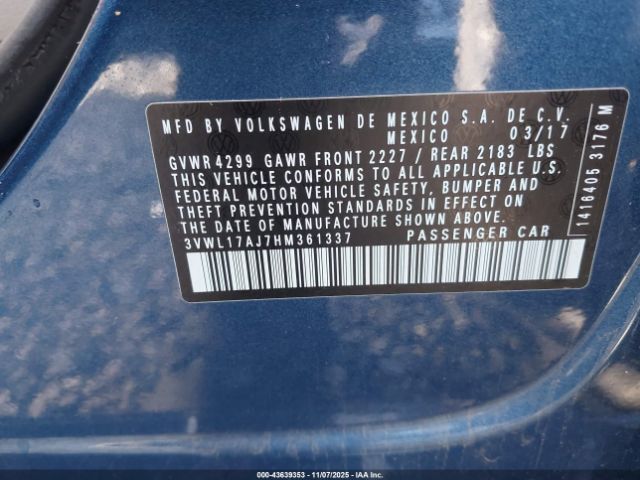 MFD BY VOLKSWAGEN DE MEXICO S.A. DE C.V.
MEXICO 03/17
GVWR 4299 GAWR FRONT 2227 / REAR 2183 LBS
THIS VEHICLE CONFORMS TO ALL APPLICABLE U.S.
FEDERAL MOTOR VEHICLE SAFETY, BUMPER AND
THEFT PREVENTION STANDARDS IN EFFECT ON
THE DATE OF MANUFACTURE SHOWN ABOVE.
3VWL17AJ7HM361337 PASSENGER CAR
1416405 3176 M
000-43639353 - 11/07/2025 - IAAI.COM